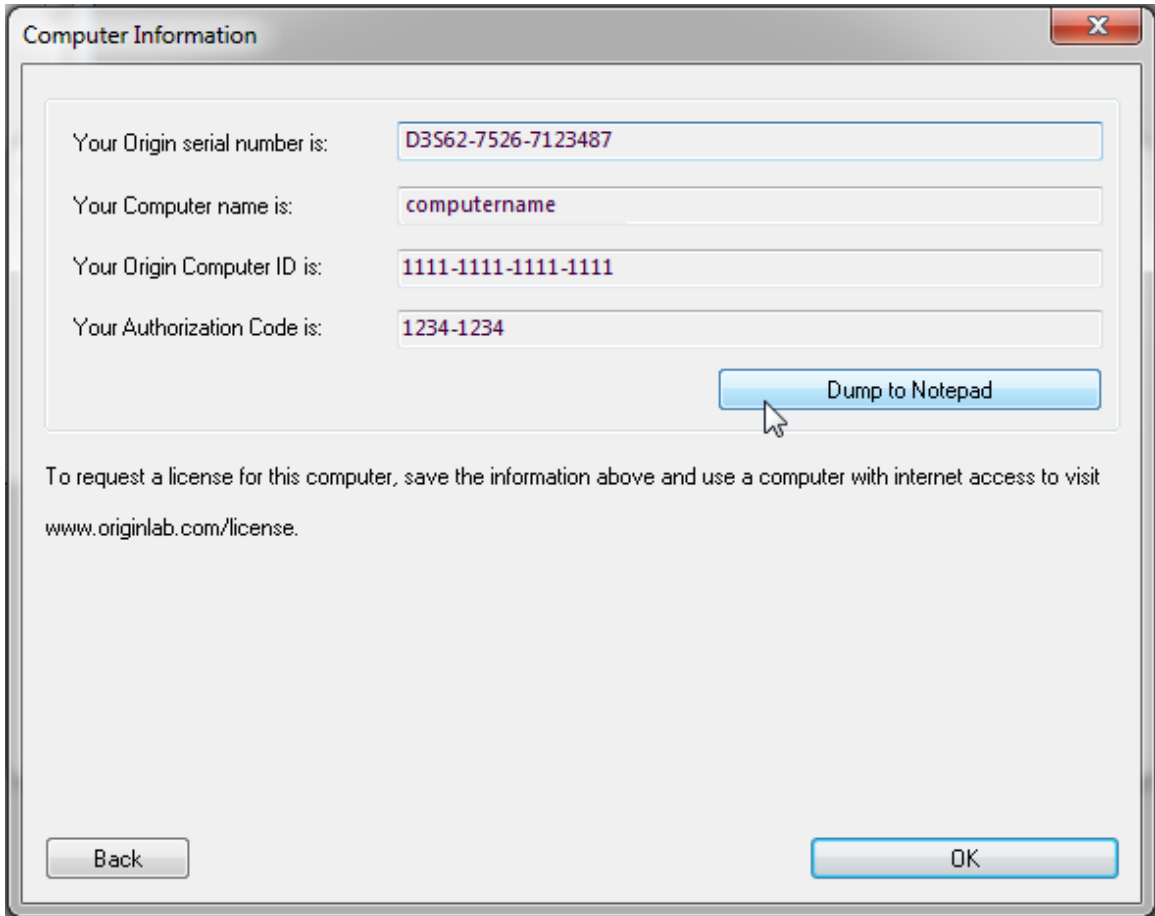 Computer Information
Your Origin serial number is: D3S62-7526-7123487
Your Computer name is: computername
Your Origin Computer ID is: 1111-1111-1111-1111
Your Authorization Code is: 1234-1234
Dump to Notepad
To request a license for this computer, save the information above and use a computer with internet access to visit
www.originlab.com/license.
Back OK